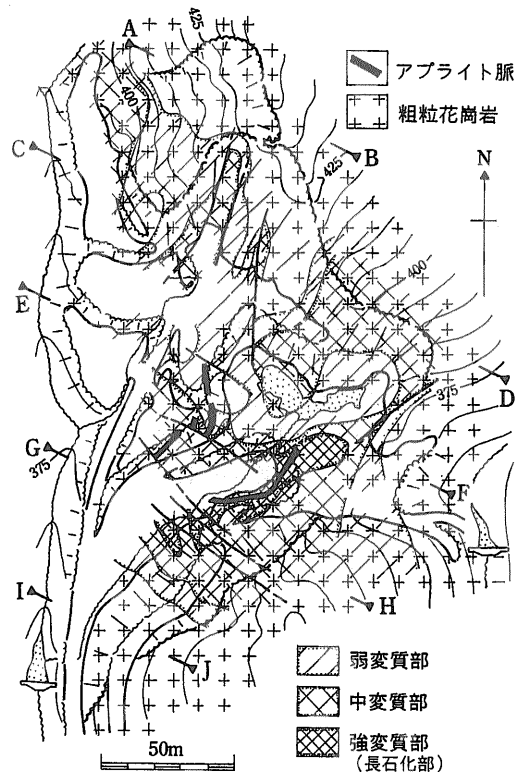 A
425
アプライト脈
粗粒花崗岩
400
C
B
425
N
E
400
D
375
G
375
F
I
H
J
弱変質部
中変質部
強変質部
(長石化部)
50m